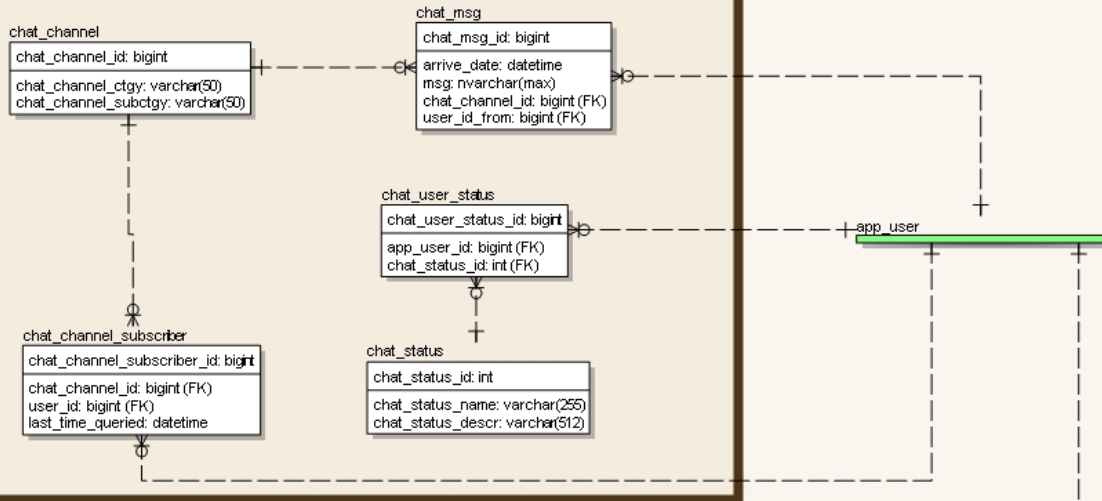 chat_channel
chat_channel_id: bigint
chat_channel_ctgy: varchar(50)
chat_channel_subctgy: varchar(50)
chat_msg
chat_msg_id: bigint
arrive_date: datetime
msg: nvarchar(max)
chat_channel_id: bigint (FK)
user_id_from: bigint (FK)
chat_user_status
chat_user_status_id: bigint
app_user_id: bigint (FK)
chat_status_id: int (FK)
app_user
chat_channel_subscriber
chat_channel_subscriber_id: bigint
chat_channel_id: bigint (FK)
user_id: bigint (FK)
last_time_queried: datetime
chat_status
chat_status_id: int
chat_status_name: varchar(255)
chat_status_descr: varchar(512)